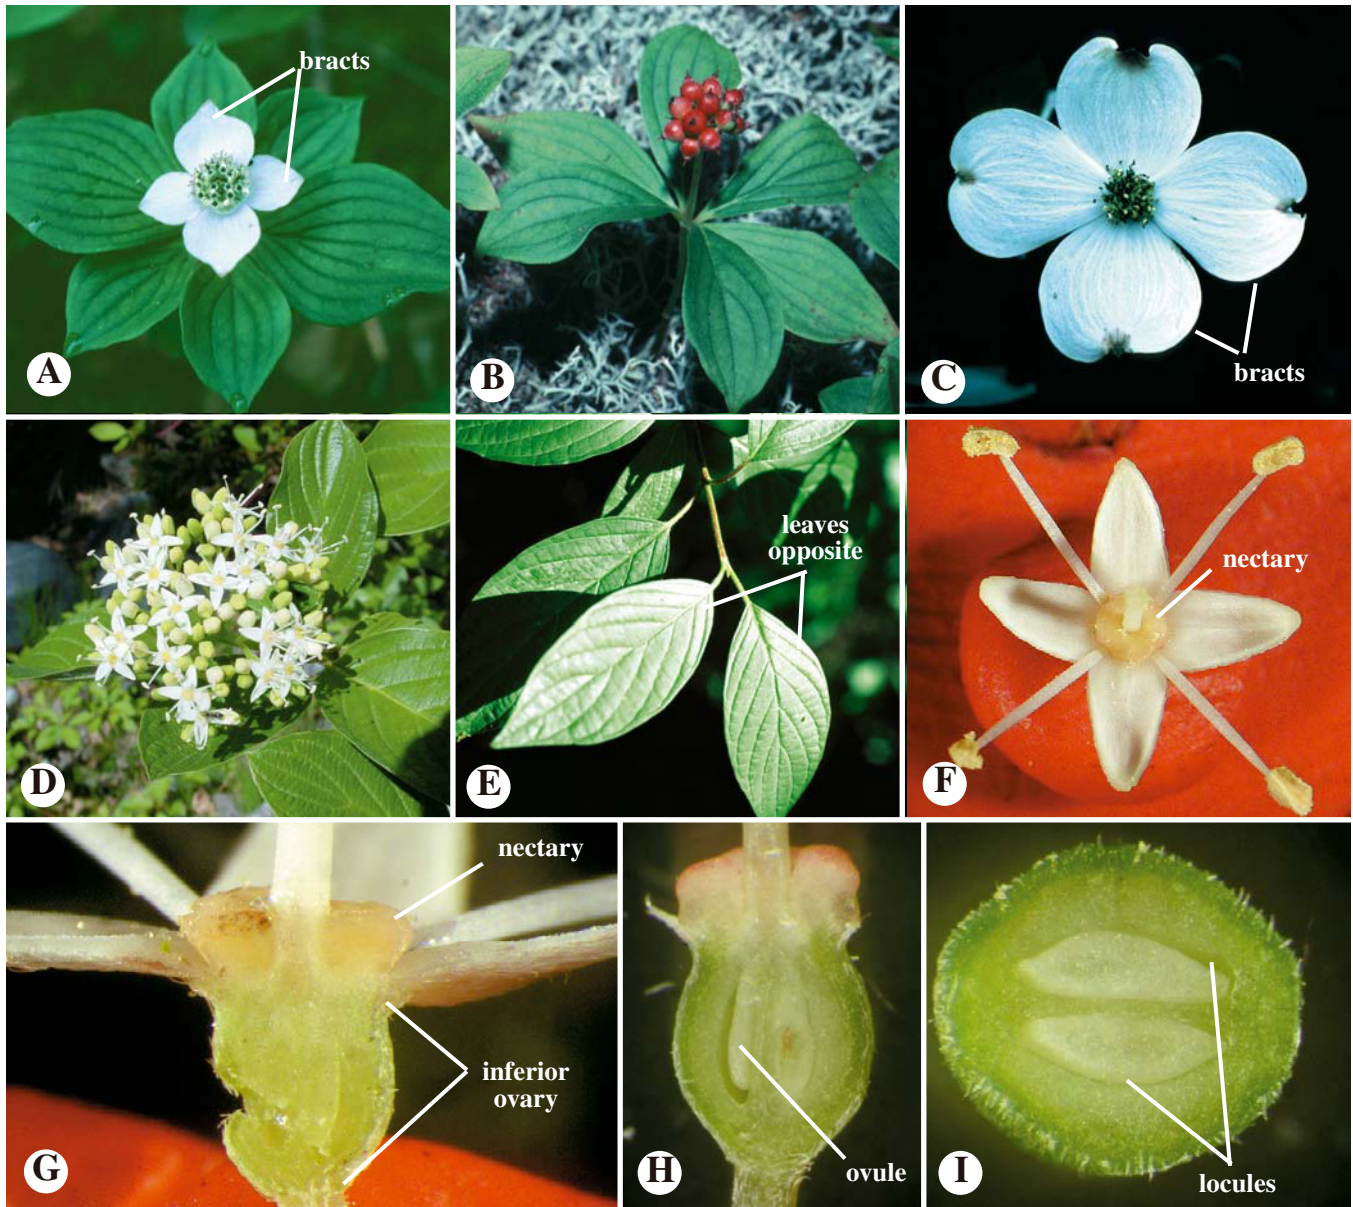 bracts
A
B
bracts
C
D
leaves
opposite
E
nectary
F
nectary
inferior
ovary
G
ovule
H
locules
I